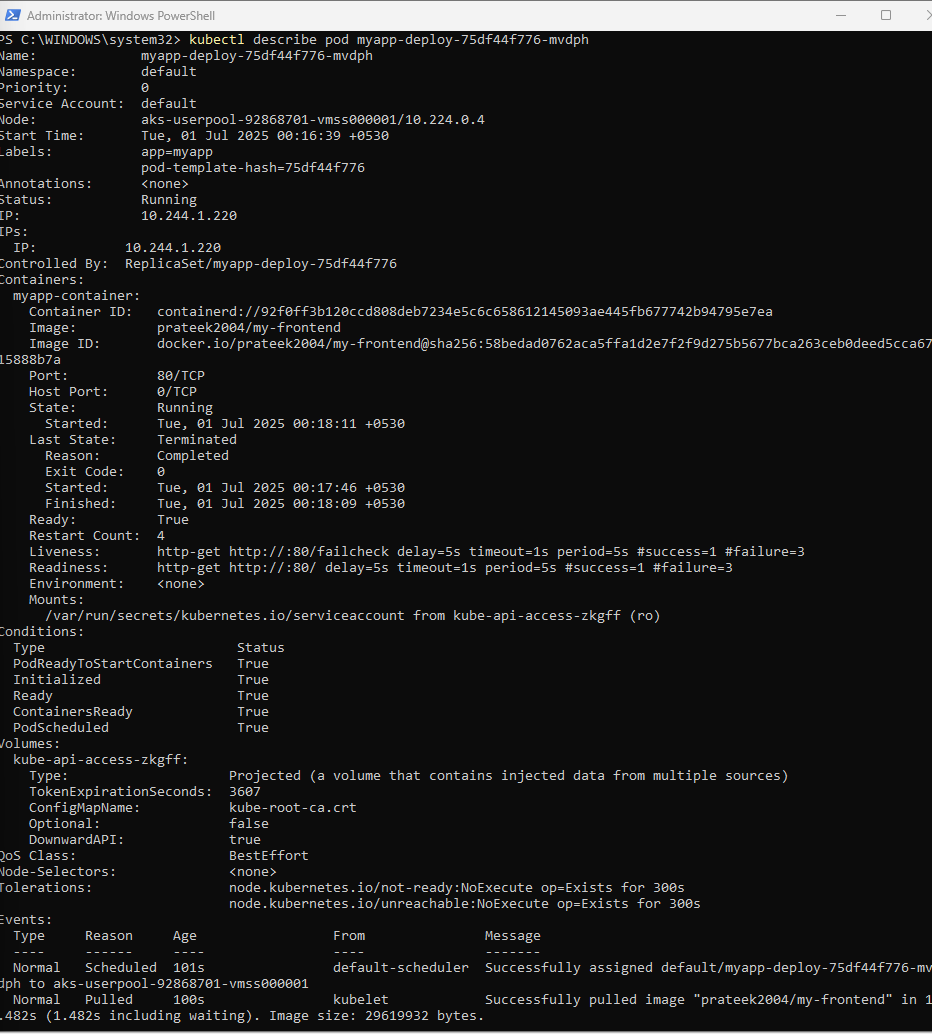 Administrator: Windows PowerShell
PS C:\WINDOWS\system32> kubectl describe pod myapp-deploy-75df44f776-mvdph
Name:             myapp-deploy-75df44f776-mvdph
Namespace:        default
Priority:         0
Service Account:  default
Node:             aks-userpool-92868701-vmss000001/10.224.0.4
Start Time:       Tue, 01 Jul 2025 00:16:39 +0530
Labels:           app=myapp
                  pod-template-hash=75df44f776
Annotations:      <none>
Status:           Running
IP:               10.244.1.220
IPs:
  IP:           10.244.1.220
Controlled By:  ReplicaSet/myapp-deploy-75df44f776
Containers:
  myapp-container:
    Container ID:   containerd://92f0ff3b120ccd808deb7234e5c6c658612145093ae445fb677742b94795e7ea
    Image:          prateek2004/my-frontend
    Image ID:       docker.io/prateek2004/my-frontend@sha256:58bedad0762aca5ffa1d2e7f2f9d275b5677bca263ceb0deed5cca67
15888b7a
    Port:           80/TCP
    Host Port:      0/TCP
    State:          Running
      Started:      Tue, 01 Jul 2025 00:18:11 +0530
    Last State:     Terminated
      Reason:       Completed
      Exit Code:    0
      Started:      Tue, 01 Jul 2025 00:17:46 +0530
      Finished:     Tue, 01 Jul 2025 00:18:09 +0530
    Ready:          True
    Restart Count:  4
    Liveness:       http-get http://:80/failcheck delay=5s timeout=1s period=5s #success=1 #failure=3
    Readiness:      http-get http://:80/ delay=5s timeout=1s period=5s #success=1 #failure=3
    Environment:    <none>
    Mounts:
      /var/run/secrets/kubernetes.io/serviceaccount from kube-api-access-zkgff (ro)
Conditions:
  Type                        Status
  PodReadyToStartContainers   True
  Initialized                 True
  Ready                       True
  ContainersReady             True
  PodScheduled                True
Volumes:
  kube-api-access-zkgff:
    Type:                    Projected (a volume that contains injected data from multiple sources)
    TokenExpirationSeconds:  3607
    ConfigMapName:           kube-root-ca.crt
    Optional:                false
    DownwardAPI:             true
QoS Class:                   BestEffort
Node-Selectors:              <none>
Tolerations:                 node.kubernetes.io/not-ready:NoExecute op=Exists for 300s
                             node.kubernetes.io/unreachable:NoExecute op=Exists for 300s
Events:
  Type    Reason     Age                From               Message
  ----    ------     ----               ----               -------
  Normal  Scheduled  101s               default-scheduler  Successfully assigned default/myapp-deploy-75df44f776-mv
dph to aks-userpool-92868701-vmss000001
  Normal  Pulled     100s               kubelet            Successfully pulled image "prateek2004/my-frontend" in 1
.482s (1.482s including waiting). Image size: 29619932 bytes.